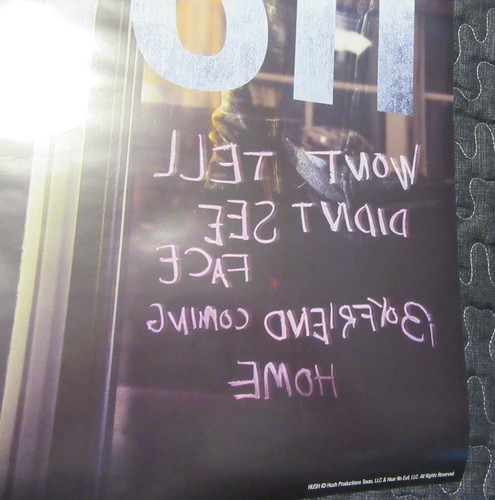 WONT TELL
DIDNT SEE
FACE
BOYFRIEND COMING
HOME
HUSH © Hush Productions Texas, LLC & Hear No Evil, LLC. All Rights Reserved.